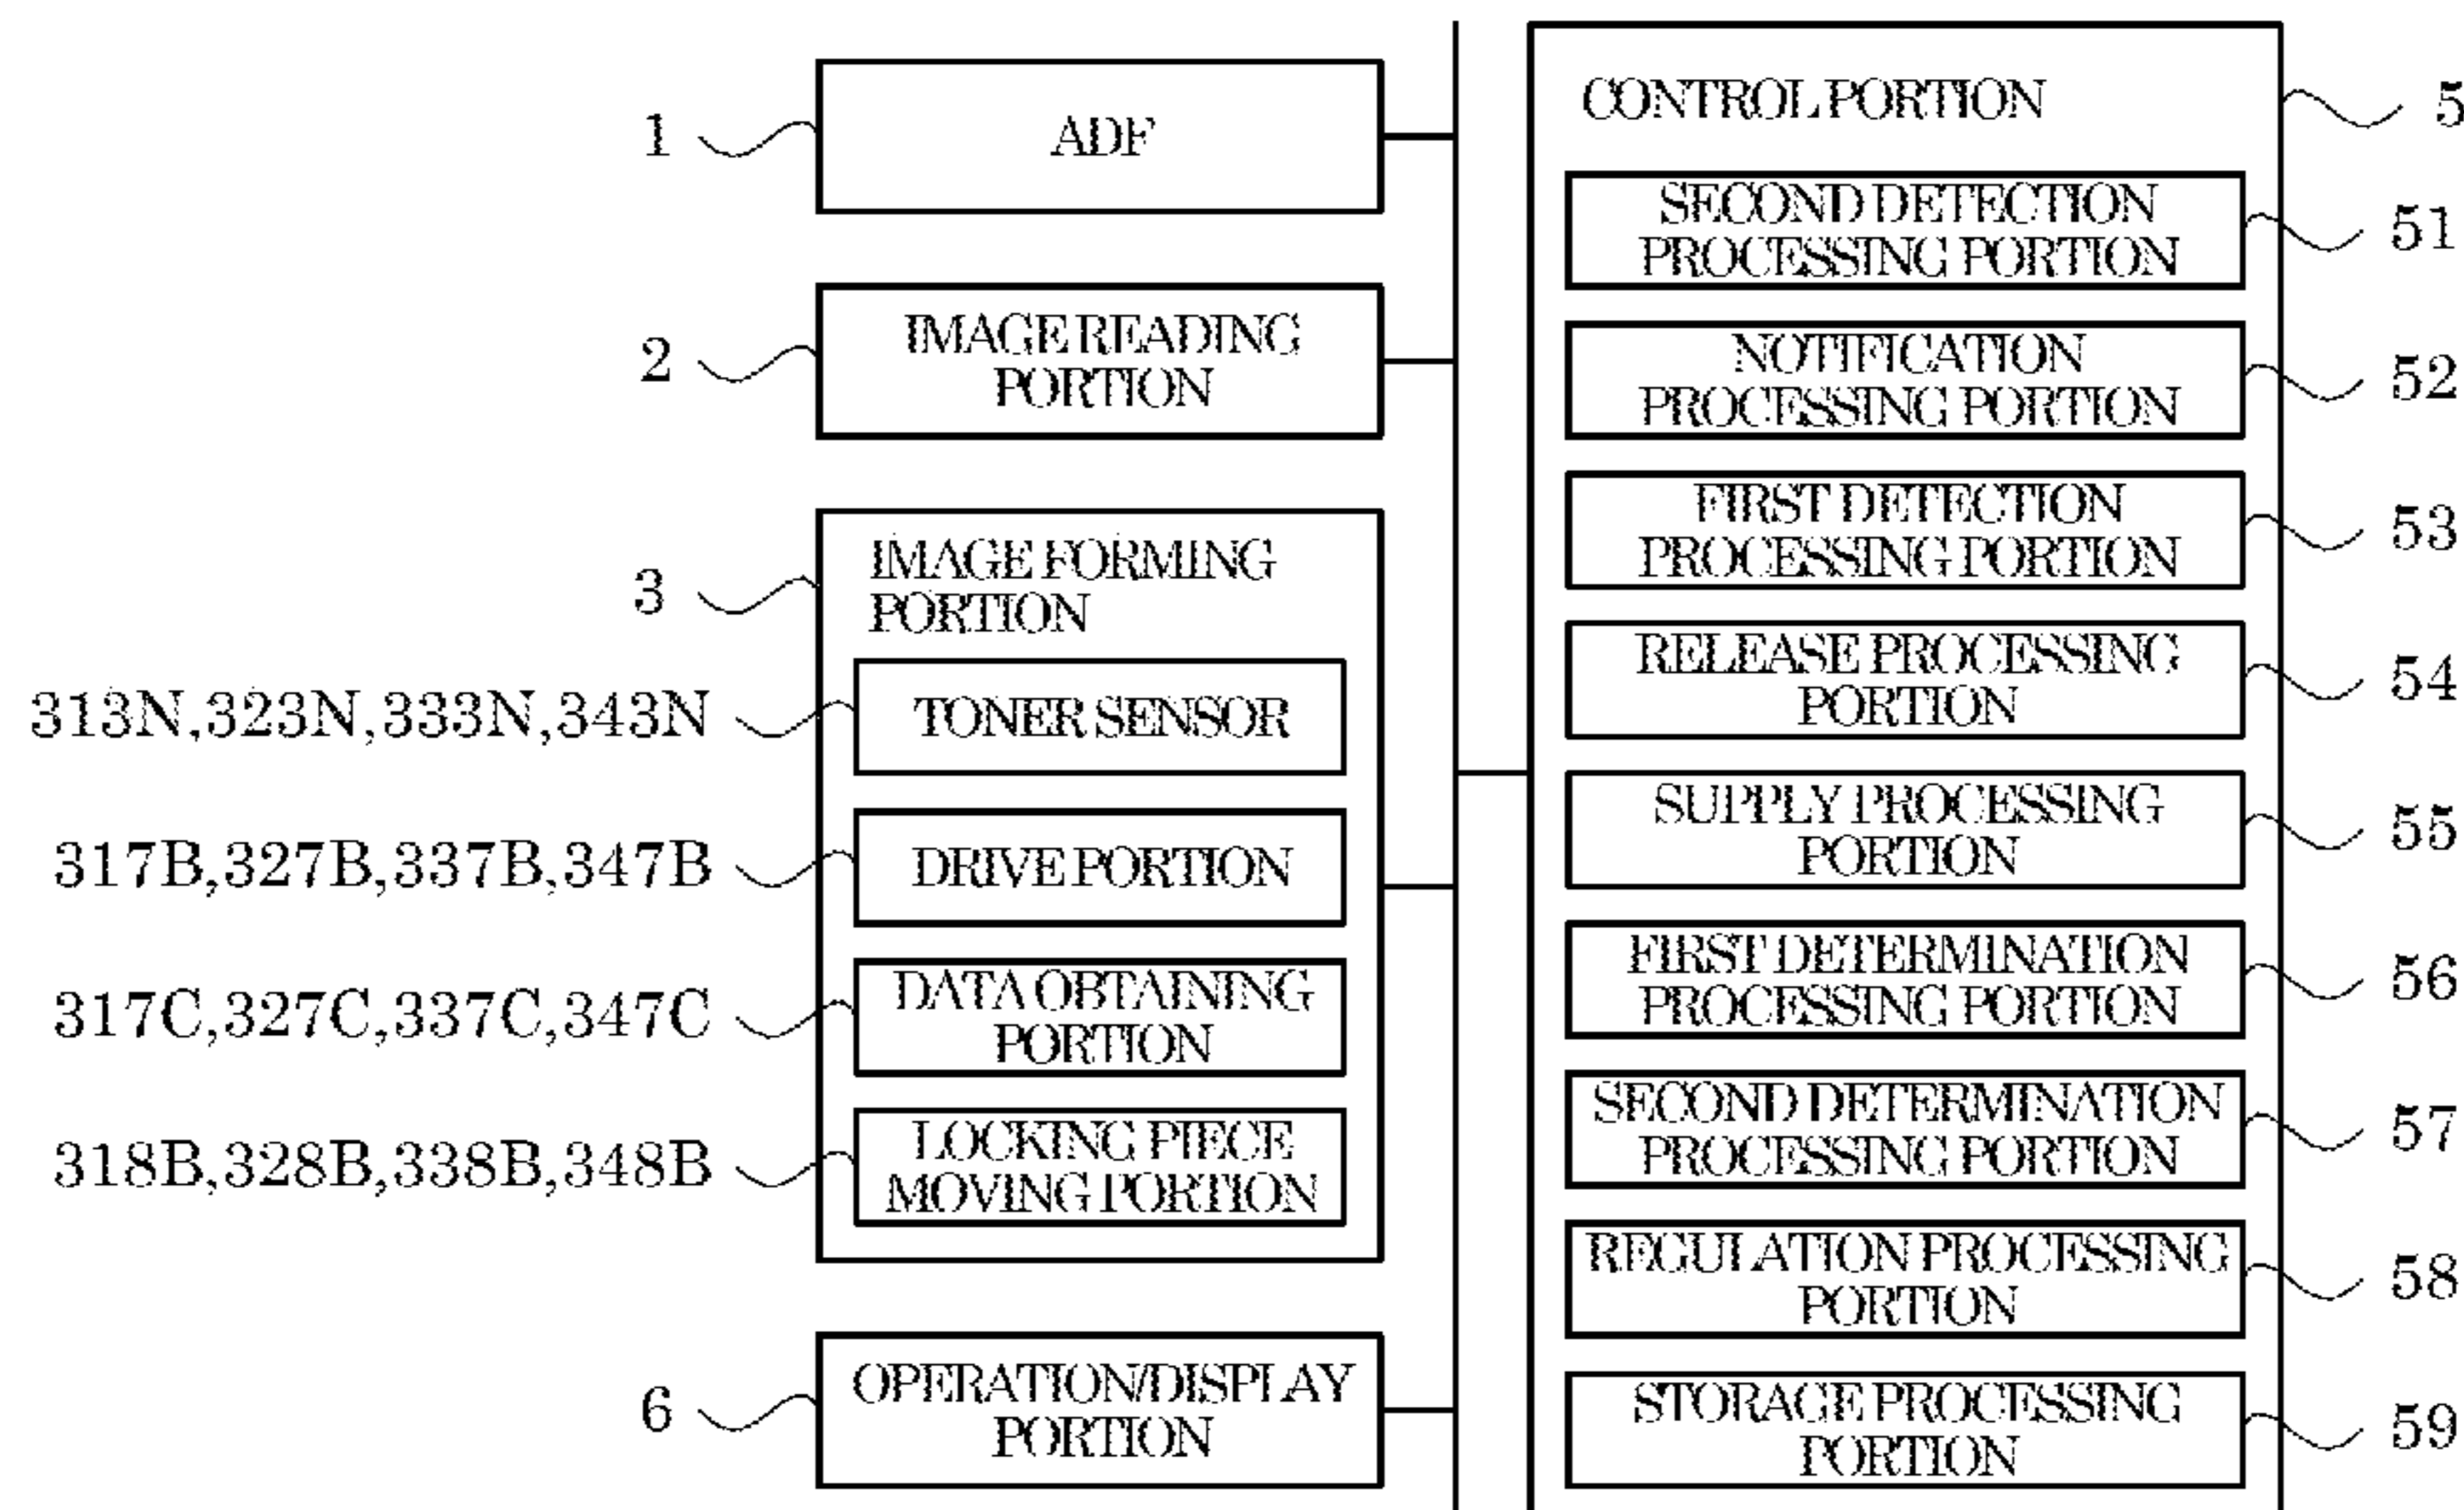 1
ADF
2
IMAGE READING
PORTION
3
IMAGE FORMING
PORTION
313N,323N,333N,343N
TONER SENSOR
317B,327B,337B,347B
DRIVE PORTION
317C,327C,337C,347C
DATA OBTAINING
PORTION
318B,328B,338B,348B
LOCKING PIECE
MOVING PORTION
6
OPERATION/DISPLAY
PORTION
CONTROL PORTION
5
SECOND DETECTION
PROCESSING PORTION
51
NOTIFICATION
PROCESSING PORTION
52
FIRST DETECTION
PROCESSING PORTION
53
RELEASE PROCESSING
PORTION
54
SUPPLY PROCESSING
PORTION
55
FIRST DETERMINATION
PROCESSING PORTION
56
SECOND DETERMINATION
PROCESSING PORTION
57
REGULATION PROCESSING
PORTION
58
STORAGE PROCESSING
PORTION
59